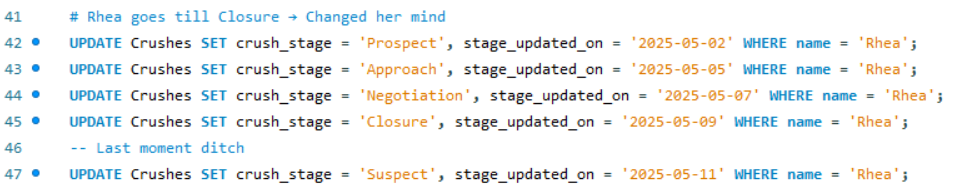 41 # Rhea goes till Closure → Changed her mind
42 UPDATE Crushes SET crush_stage = 'Prospect', stage_updated_on = '2025-05-02' WHERE name = 'Rhea';
43 UPDATE Crushes SET crush_stage = 'Approach', stage_updated_on = '2025-05-05' WHERE name = 'Rhea';
44 UPDATE Crushes SET crush_stage = 'Negotiation', stage_updated_on = '2025-05-07' WHERE name = 'Rhea';
45 UPDATE Crushes SET crush_stage = 'Closure', stage_updated_on = '2025-05-09' WHERE name = 'Rhea';
46 -- Last moment ditch
47 UPDATE Crushes SET crush_stage = 'Suspect', stage_updated_on = '2025-05-11' WHERE name = 'Rhea';